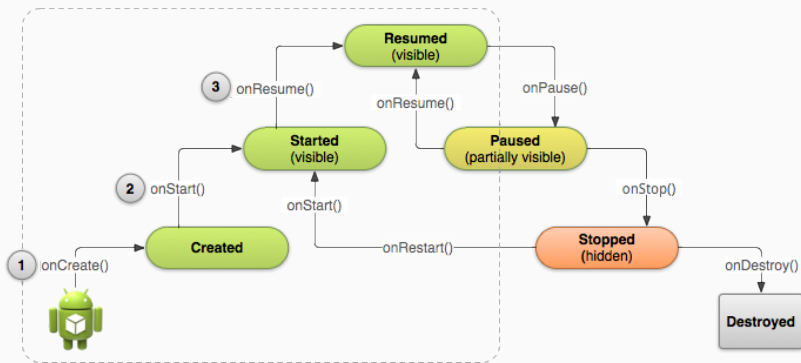 Resumed
(visible)
3
onResume()
onResume()
onPause()
Started
(visible)
Paused
(partially visible)
2
onStart()
onStart()
onStop()
Created
onRestart()
Stopped
(hidden)
1
onCreate()
onDestroy()
Destroyed